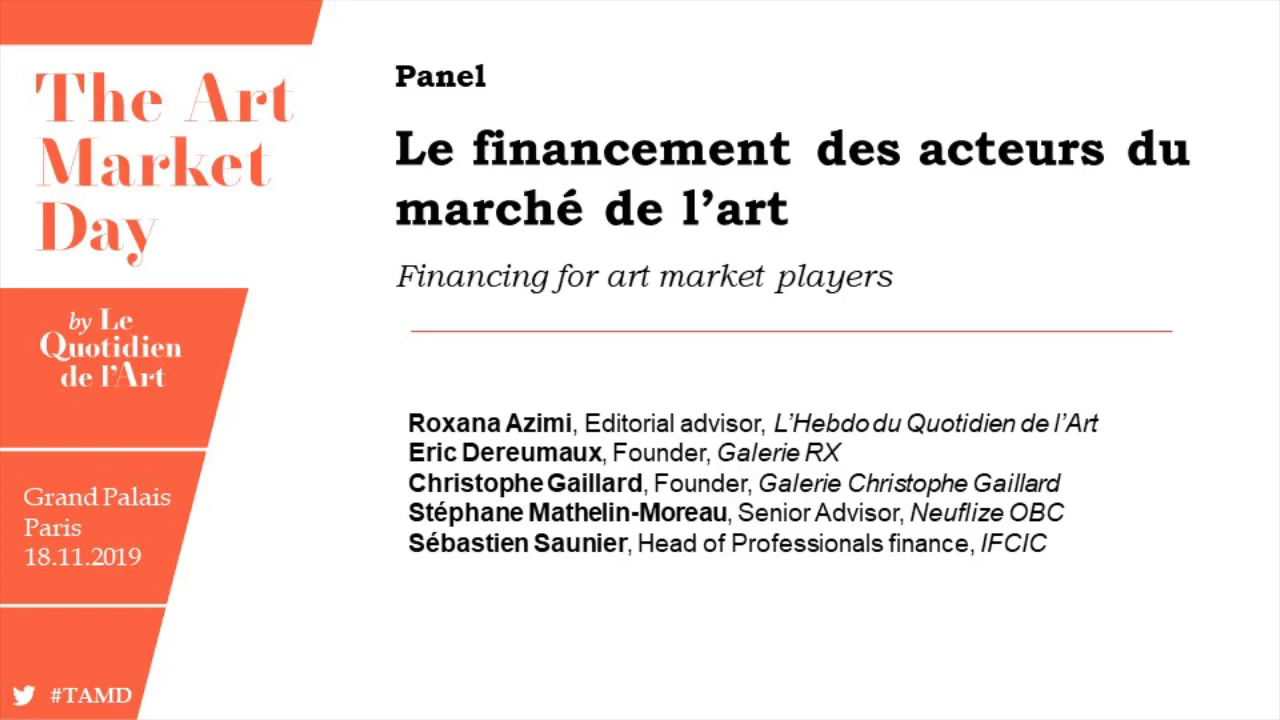 The Art
Market
Day
by Le
Quotidien
de l'Art
Grand Palais
Paris
18.11.2019
#TAMD
Panel
Le financement des acteurs du
marché de l’art
Financing for art market players
Roxana Azimi, Editorial advisor, L’Hebdo du Quotidien de l’Art
Eric Dereumaux, Founder, Galerie RX
Christophe Gaillard, Founder, Galerie Christophe Gaillard
Stéphane Mathelin-Moreau, Senior Advisor, Neuflize OBC
Sébastien Saunier, Head of Professionals finance, IFCIC